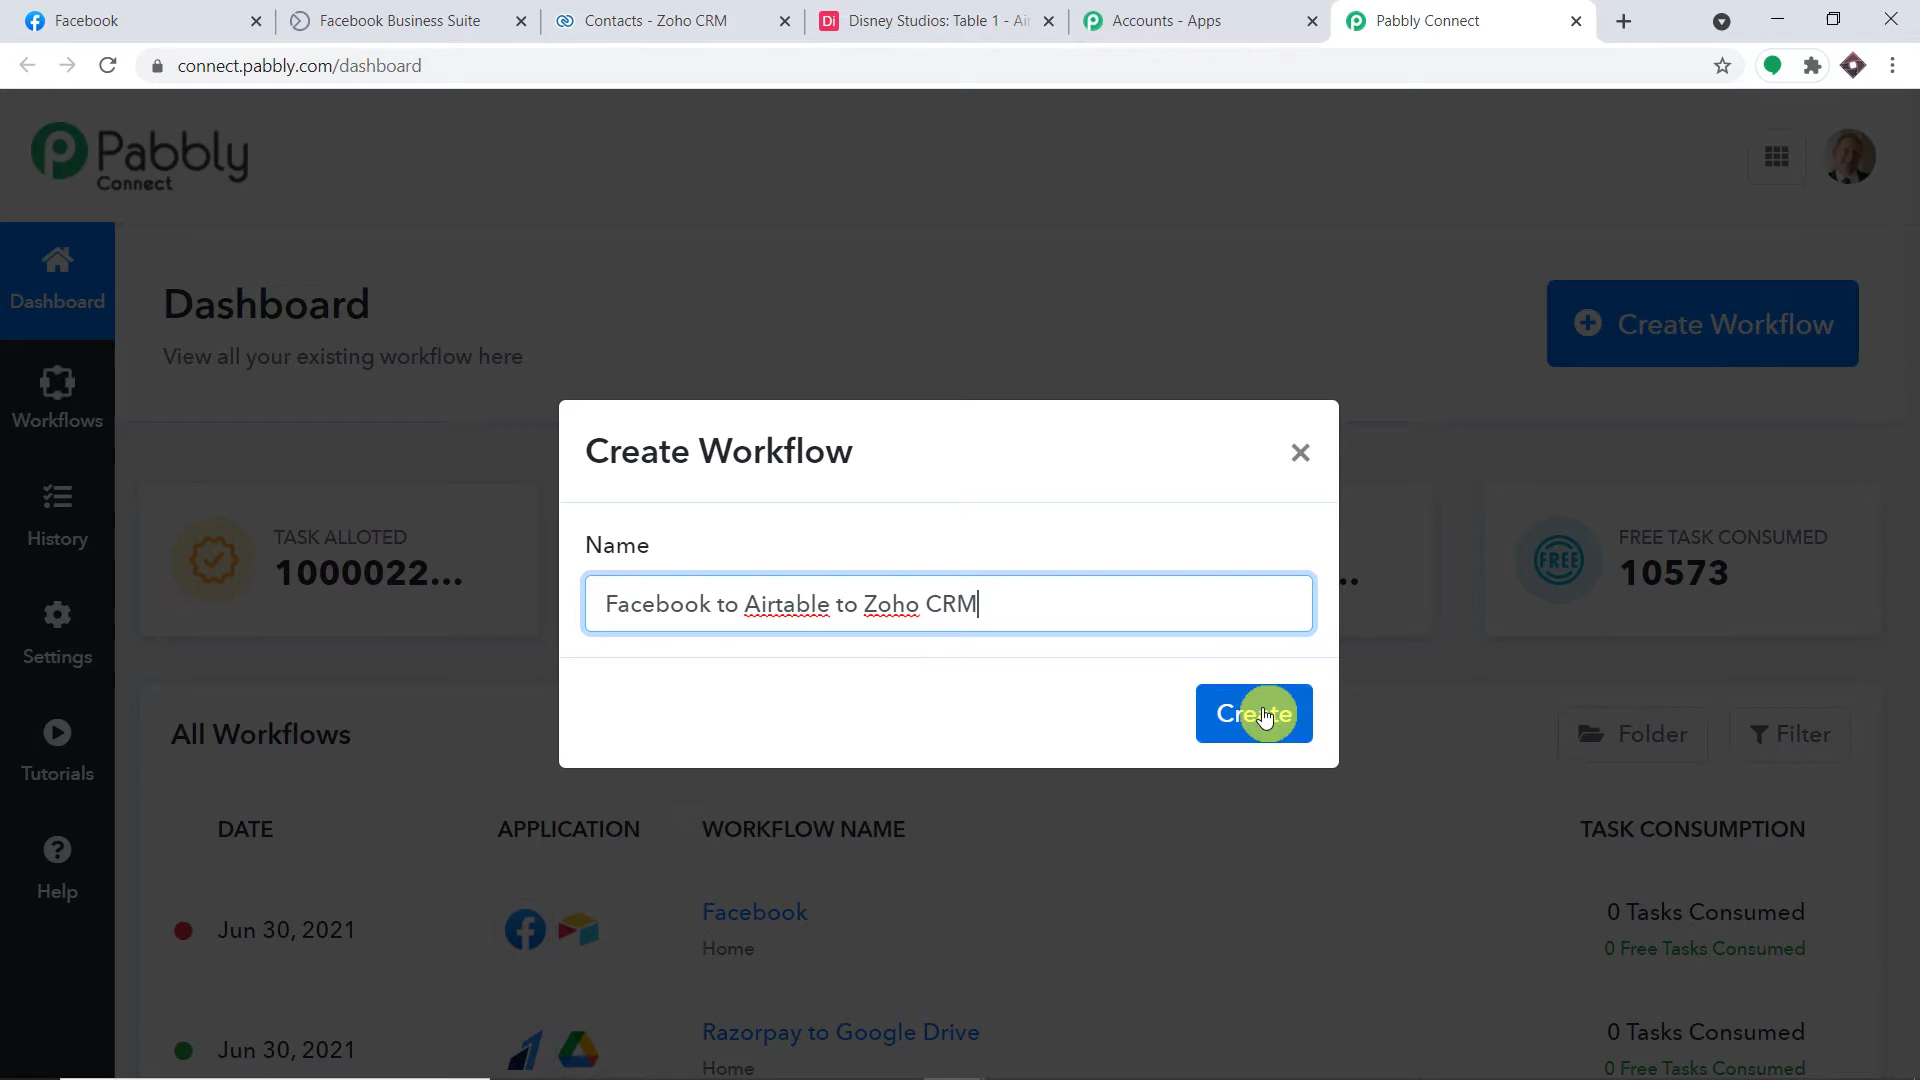 Facebook
Facebook Business Suite
Contacts - Zoho CRM
Di
Disney Studios: Table 1 - Air
Accounts - Apps
Pabbly Connect
connect.pabbly.com/dashboard
Pabbly
Connect
Dashboard
Workflows
History
Settings
Tutorials
Help
Dashboard
View all your existing workflow here
Create Workflow
Create Workflow
Name
Facebook to Airtable to Zoho CRM
Create
TASK ALLOTED
1000022...
...
FREE
FREE TASK CONSUMED
10573
All Workflows
Folder
Filter
DATE
APPLICATION
WORKFLOW NAME
TASK CONSUMPTION
Jun 30, 2021
Facebook
Home
0 Tasks Consumed
0 Free Tasks Consumed
Jun 30, 2021
Razorpay to Google Drive
Home
0 Tasks Consumed
0 Free Tasks Consumed